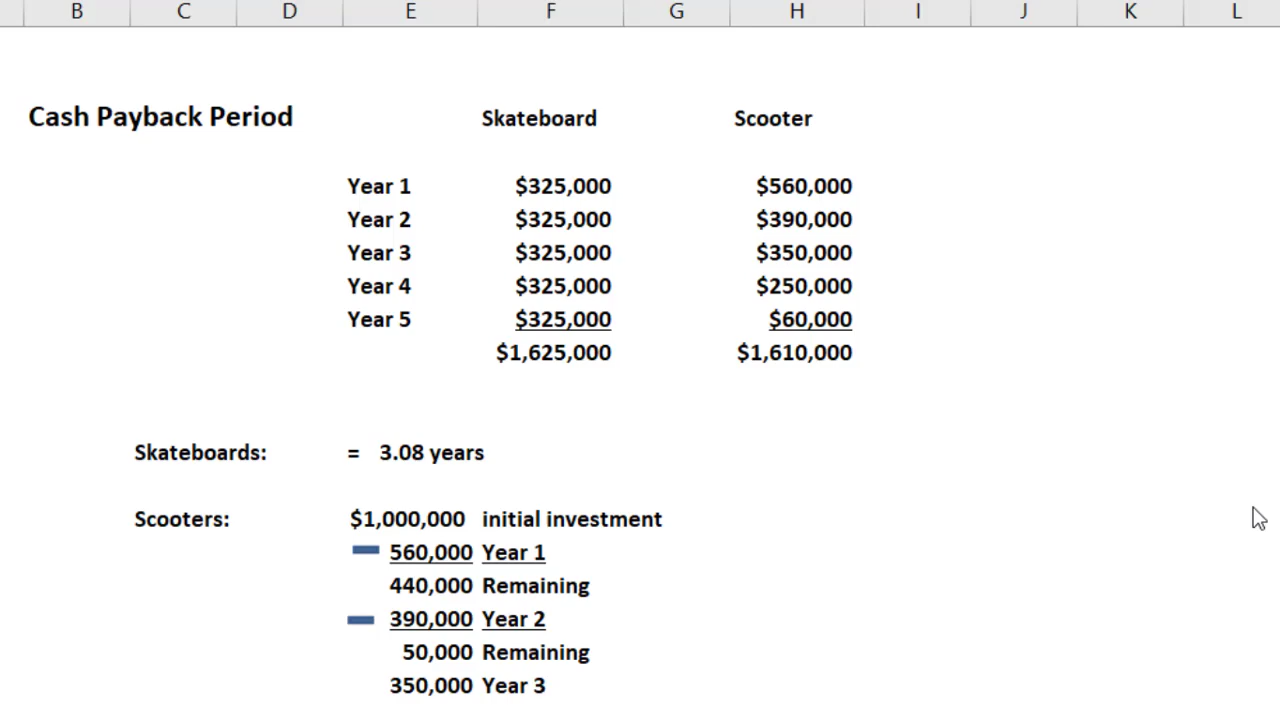 B C D E F G H I J K L
Cash Payback Period Skateboard Scooter
Year 1 $325,000 $560,000
Year 2 $325,000 $390,000
Year 3 $325,000 $350,000
Year 4 $325,000 $250,000
Year 5 $325,000 $60,000
$1,625,000 $1,610,000
Skateboards: = 3.08 years
Scooters: $1,000,000 initial investment
560,000 Year 1
440,000 Remaining
390,000 Year 2
50,000 Remaining
350,000 Year 3